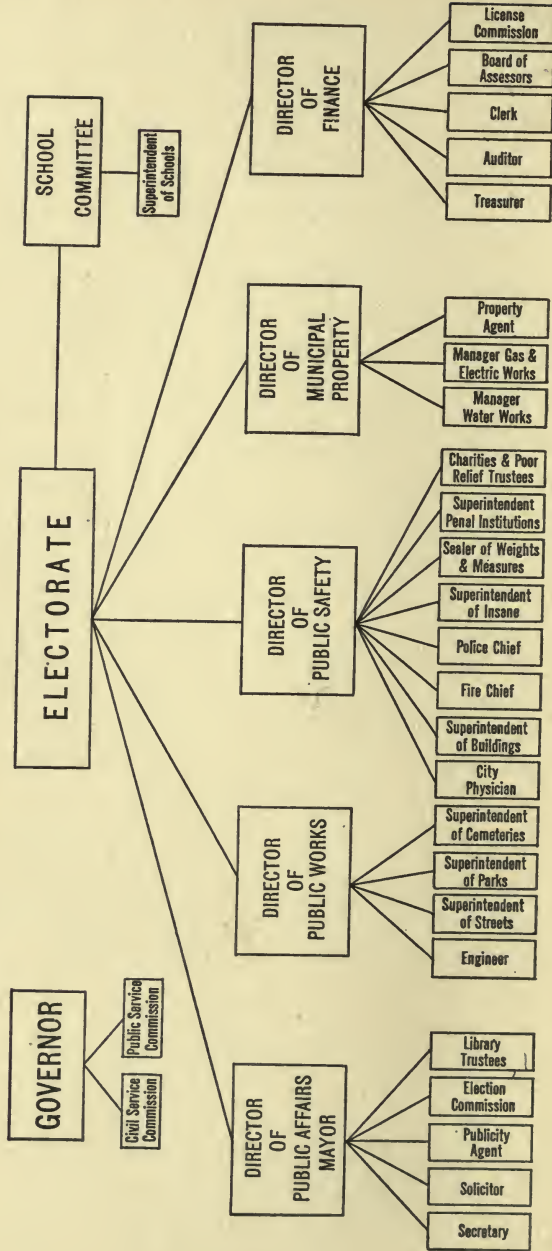 GOVERNOR
Civil Service
Commission
Public Service
Commission
ELECTORATE
SCHOOL
COMMITTEE
Superintendent
of Schools
DIRECTOR
OF
PUBLIC AFFAIRS
MAYOR
Secretary
Solicitor
Publicity
Agent
Election
Commission
Library
Trustees
DIRECTOR
OF
PUBLIC WORKS
Engineer
Superintendent
of Streets
Superintendent
of Parks
Superintendent
of Cemeteries
DIRECTOR
OF
PUBLIC SAFETY
City
Physician
Superintendent
of Buildings
Fire Chief
Police Chief
Superintendent
of Insane
Sealer of Weights
& Measures
Superintendent
Penal Institutions
Charities & Poor
Relief Trustees
DIRECTOR
OF
MUNICIPAL
PROPERTY
Manager
Water Works
Manager Gas &
Electric Works
Property
Agent
DIRECTOR
OF
FINANCE
Treasurer
Auditor
Clerk
Board of
Assessors
License
Commission